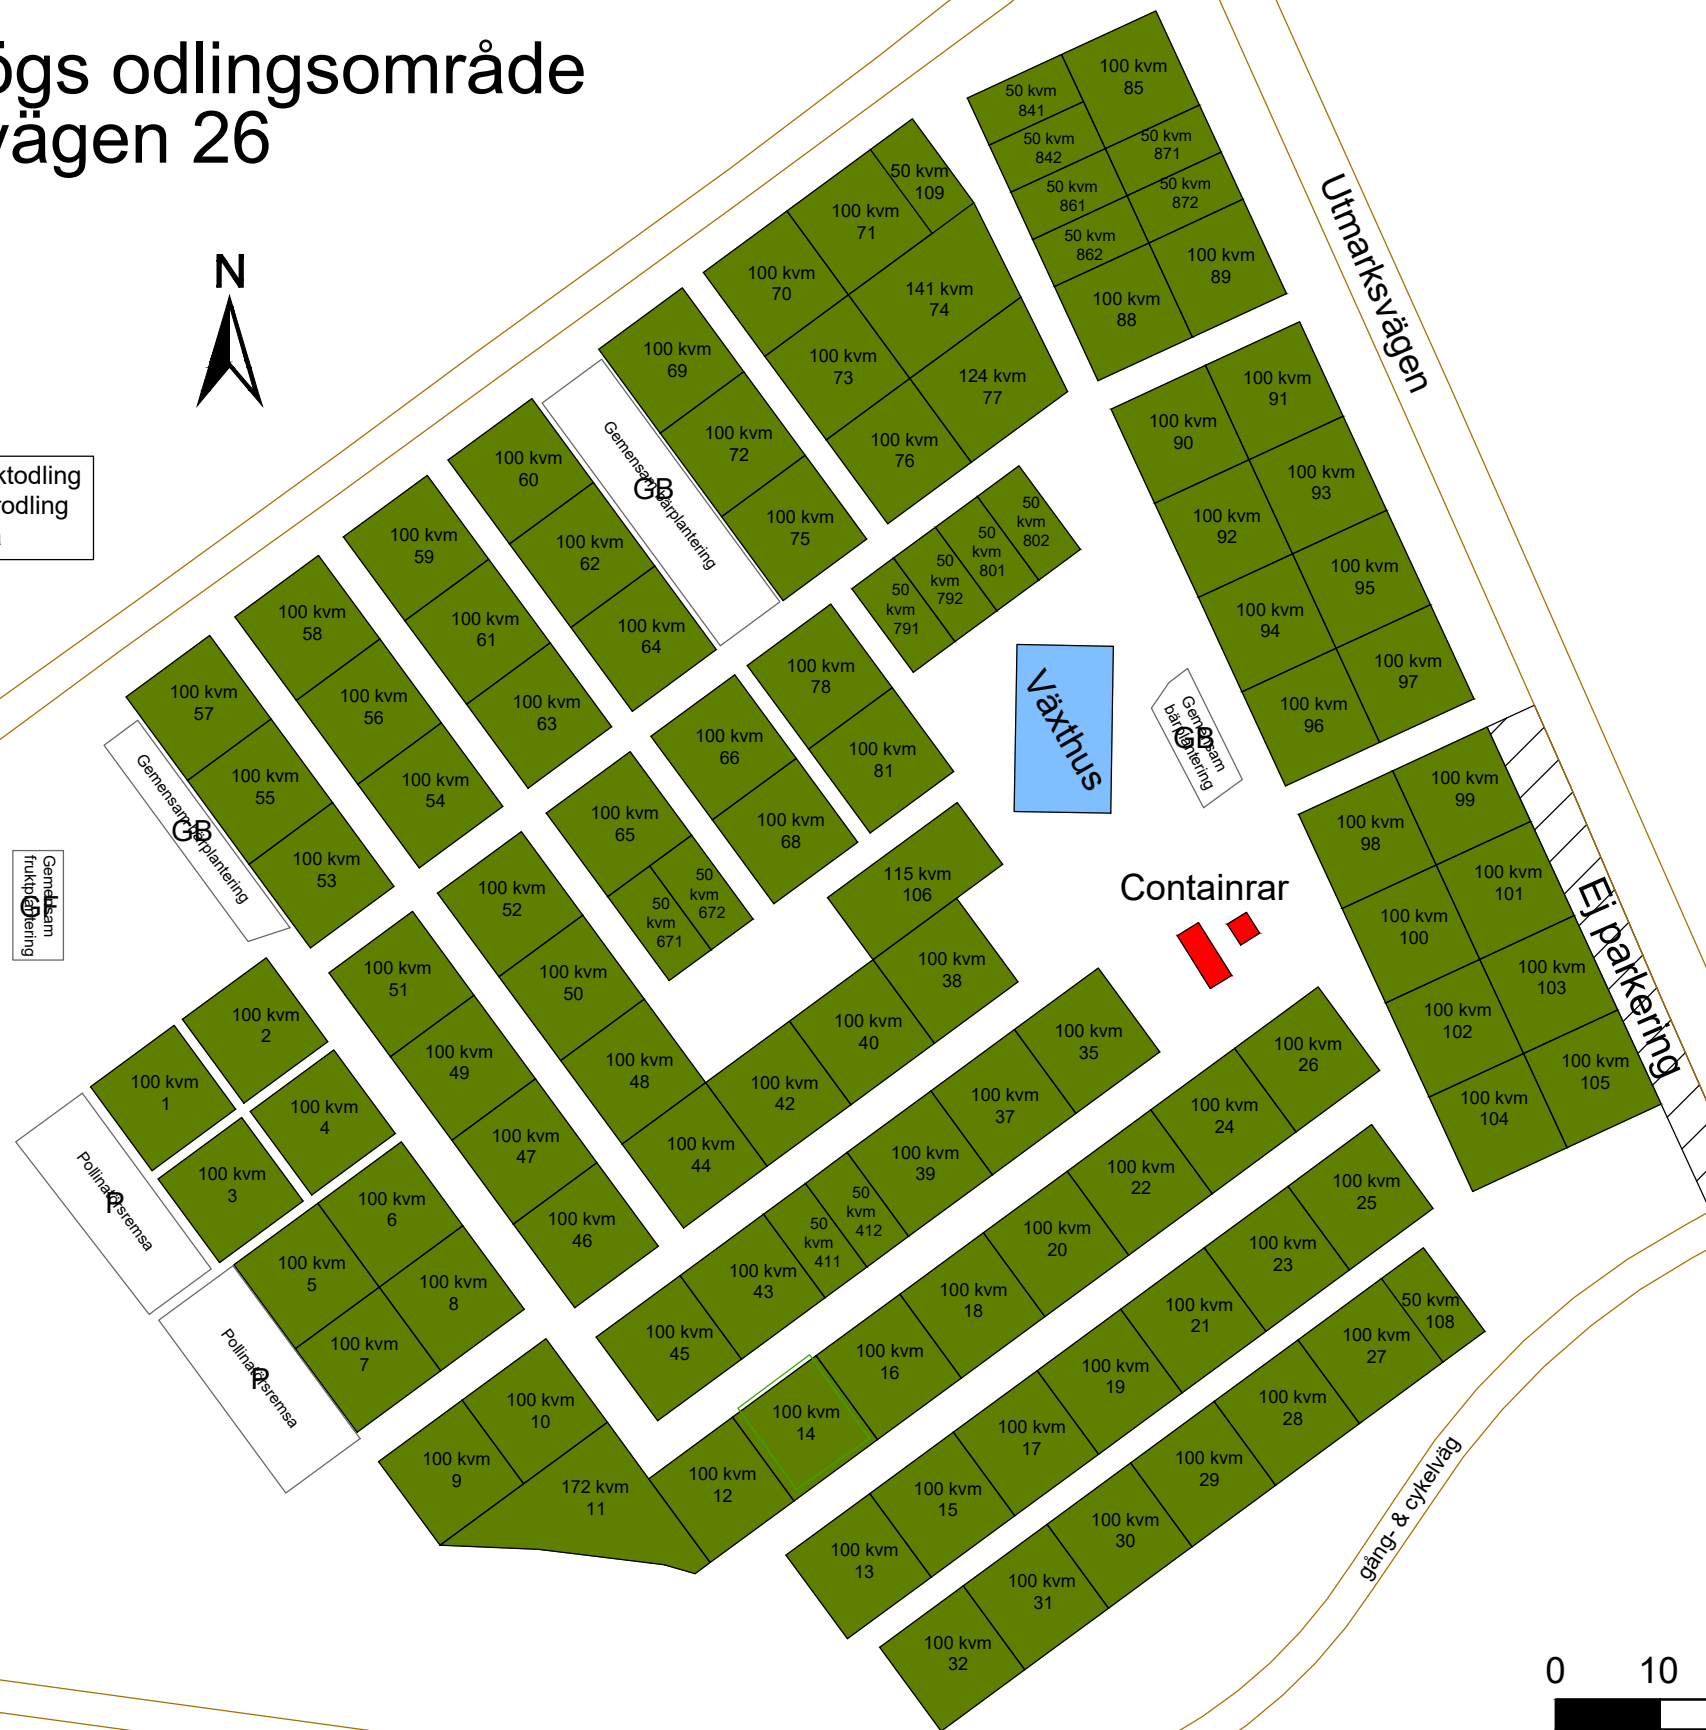 ögs odlingsområde
vägen 26
N
ktodling
rodling
Utmarksvägen
50 kvm
841
100 kvm
85
50 kvm
842
50 kvm
871
50 kvm
861
50 kvm
872
50 kvm
862
100 kvm
89
100 kvm
88
50 kvm
109
100 kvm
71
100 kvm
70
141 kvm
74
100 kvm
73
124 kvm
77
100 kvm
76
100 kvm
69
100 kvm
72
100 kvm
75
Gemensam bärplantering
GB
100 kvm
60
100 kvm
62
100 kvm
64
100 kvm
59
100 kvm
61
100 kvm
63
100 kvm
58
100 kvm
56
100 kvm
54
100 kvm
57
100 kvm
55
100 kvm
53
Gemensam bärplantering
GB
Gemensam
fruktplantering
GF
100 kvm
91
100 kvm
90
100 kvm
93
100 kvm
92
100 kvm
95
100 kvm
94
100 kvm
97
100 kvm
96
50
kvm
802
50
kvm
801
50
kvm
792
50
kvm
791
100 kvm
78
100 kvm
81
100 kvm
66
100 kvm
68
100 kvm
65
50
kvm
672
50
kvm
671
Växthus
Gemensam
bärplantering
GB
Containrar
100 kvm
99
100 kvm
98
100 kvm
101
100 kvm
100
100 kvm
103
100 kvm
102
100 kvm
105
100 kvm
104
Ej parkering
115 kvm
106
100 kvm
38
100 kvm
40
100 kvm
42
100 kvm
44
100 kvm
52
100 kvm
50
100 kvm
48
100 kvm
51
100 kvm
49
100 kvm
47
100 kvm
46
100 kvm
2
100 kvm
1
100 kvm
4
100 kvm
3
100 kvm
6
100 kvm
5
100 kvm
8
100 kvm
7
Pollinatörsremsa
P
Pollinatörsremsa
P
100 kvm
10
100 kvm
9
172 kvm
11
100 kvm
35
100 kvm
37
100 kvm
39
50
kvm
412
50
kvm
411
100 kvm
43
100 kvm
45
100 kvm
26
100 kvm
24
100 kvm
22
100 kvm
20
100 kvm
18
100 kvm
16
100 kvm
14
100 kvm
12
100 kvm
25
100 kvm
23
100 kvm
21
100 kvm
19
100 kvm
17
100 kvm
15
100 kvm
13
50 kvm
108
100 kvm
27
100 kvm
28
100 kvm
29
100 kvm
30
100 kvm
31
100 kvm
32
gång- & cykelväg
0 10